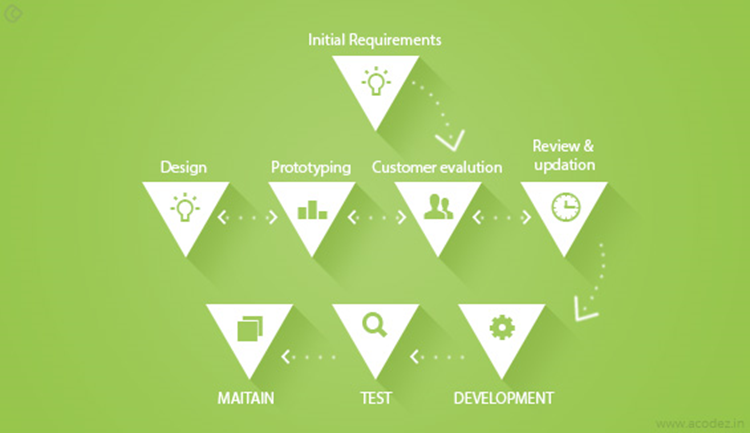 Initial Requirements
Design
Prototyping
Customer evalution
Review &
updation
MAITAIN
TEST
DEVELOPMENT
www.acodez.in